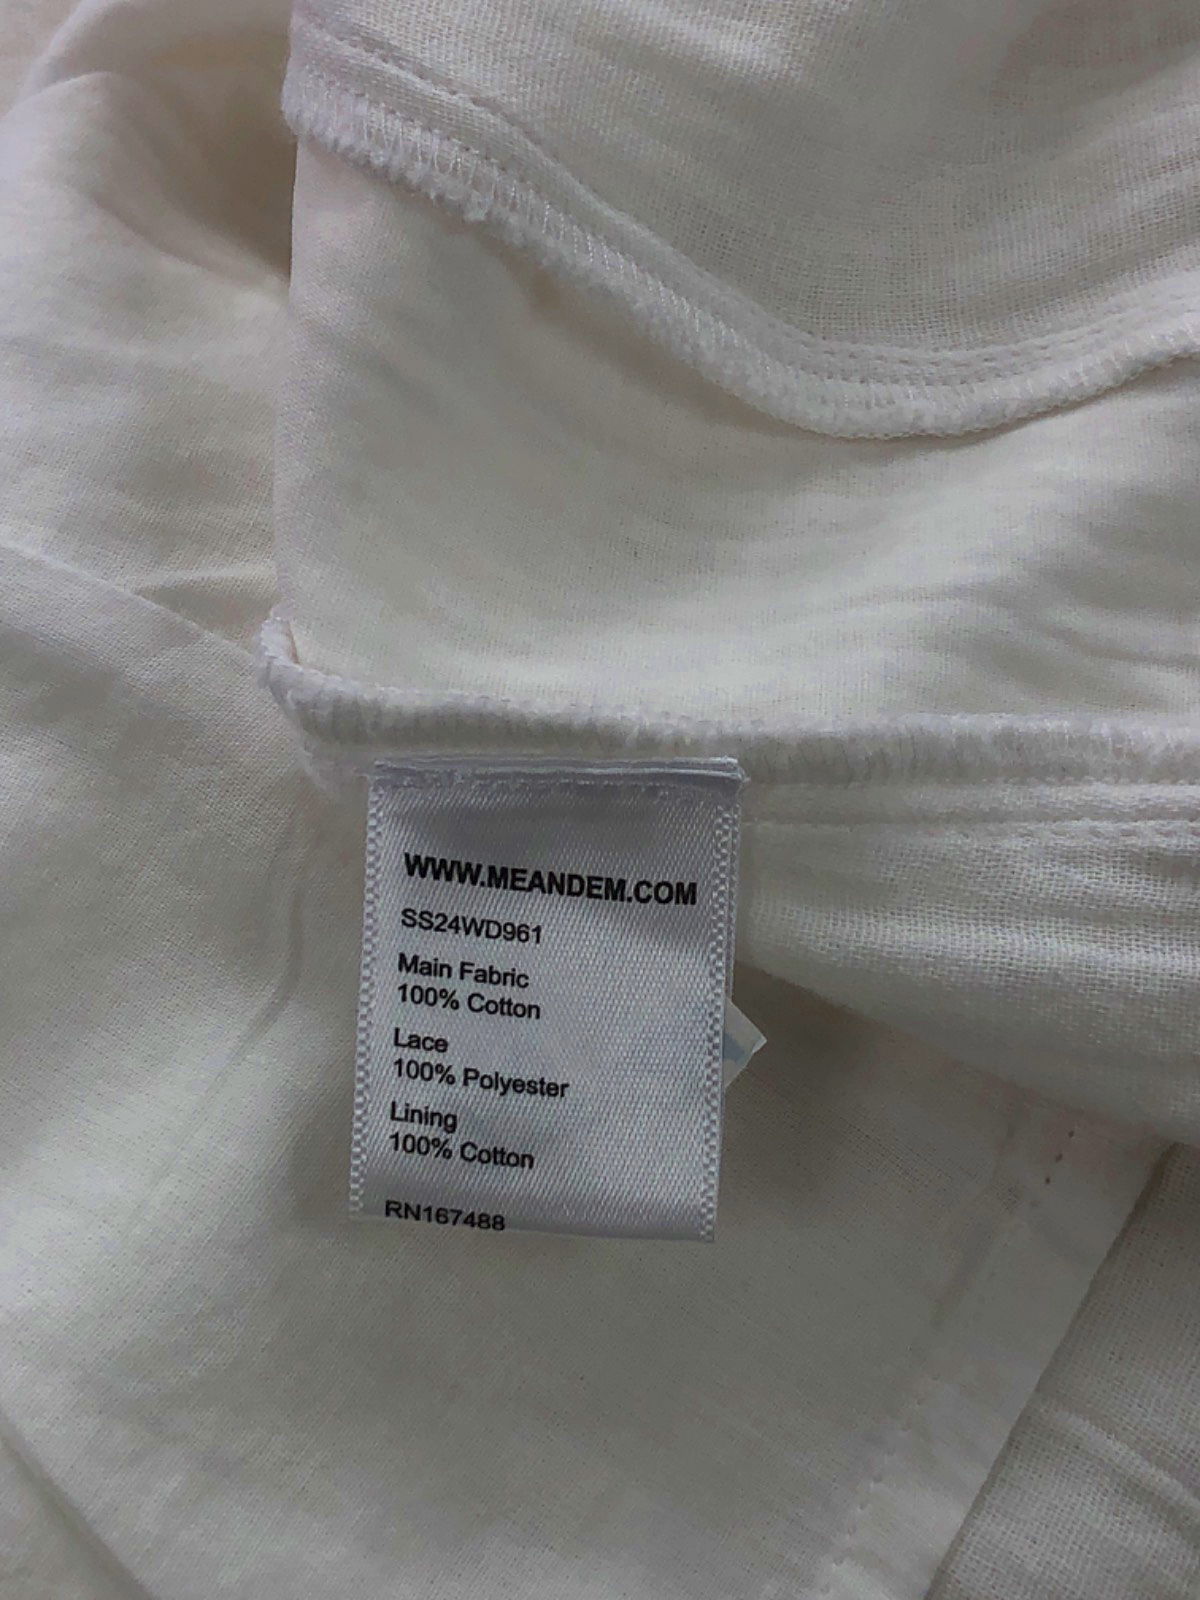 WWW.MEANDEM.COM
SS24WD961
Main Fabric
100% Cotton
Lace
100% Polyester
Lining
100% Cotton
RN167488